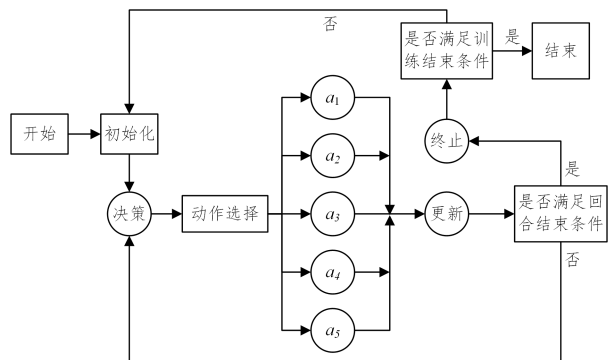 否
是否满足训
练结束条件
是
结束
a1
开始
初始化
a2
终止
是
决策
动作选择
a3
更新
是否满足回
合结束条件
a4
否
a5